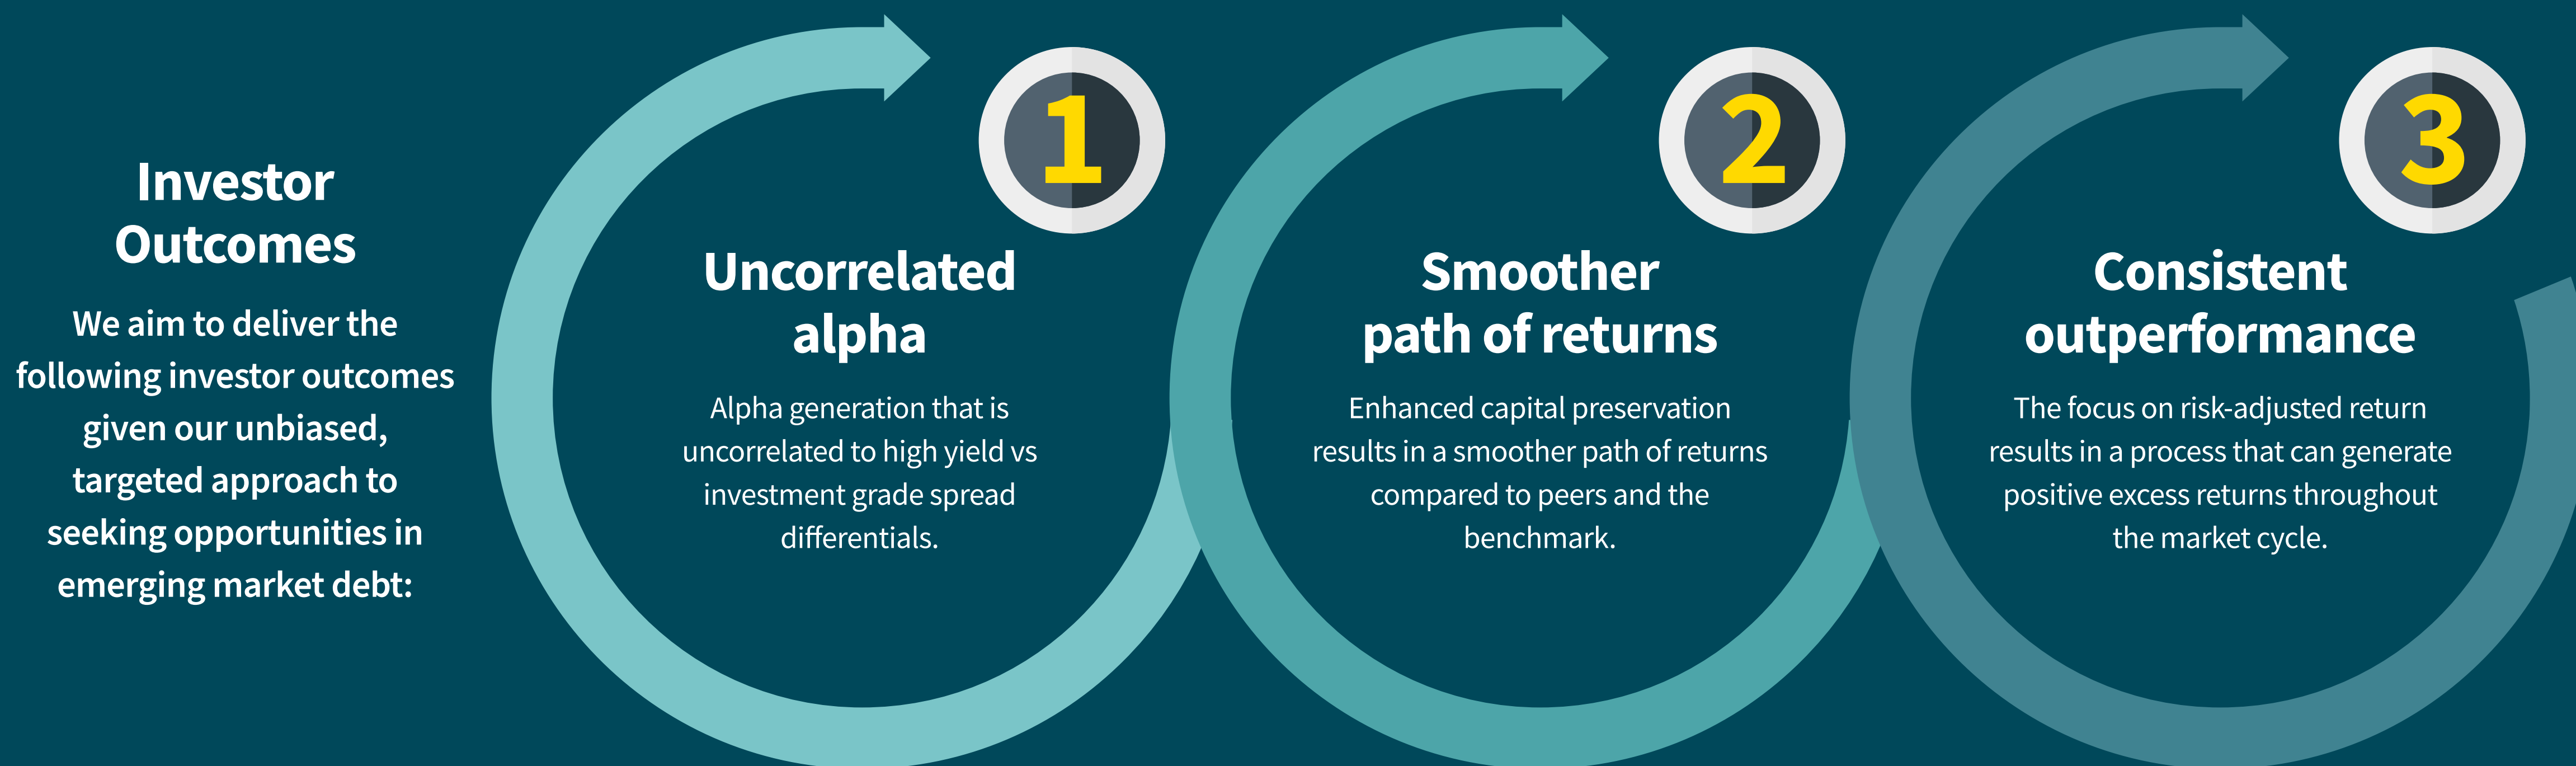 Investor
Outcomes
We aim to deliver the
following investor outcomes
given our unbiased,
targeted approach to
seeking opportunities in
emerging market debt:
1
Uncorrelated
alpha
Alpha generation that is
uncorrelated to high yield vs
investment grade spread
differentials.
2
Smoother
path of returns
Enhanced capital preservation
results in a smoother path of returns
compared to peers and the
benchmark.
3
Consistent
outperformance
The focus on risk-adjusted return
results in a process that can generate
positive excess returns throughout
the market cycle.